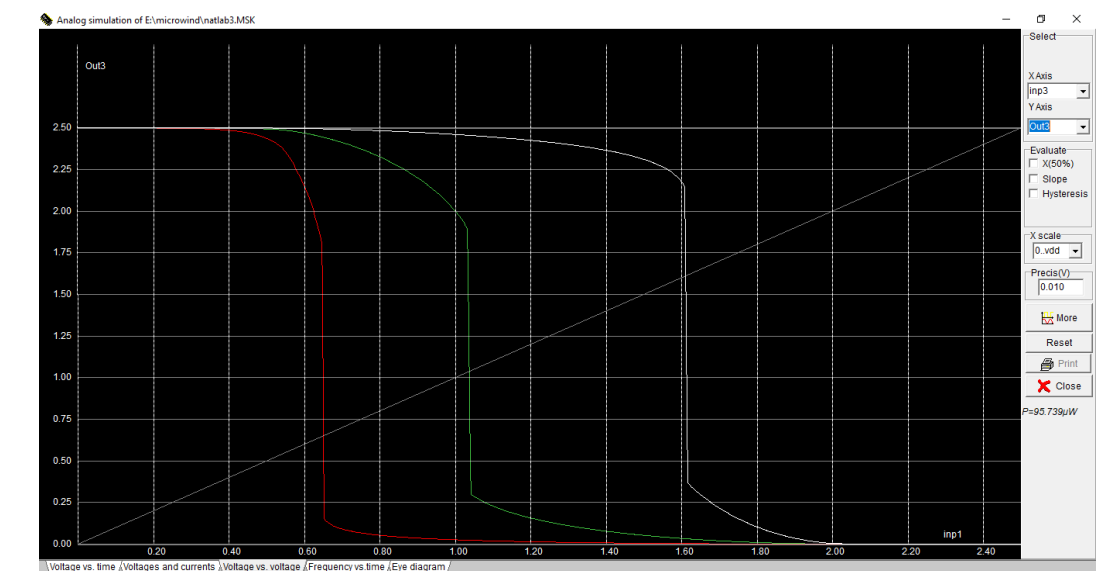 Analog simulation of E:\microwind\natlab3.MSK
Out3
2.50
2.25
2.00
1.75
1.50
1.25
1.00
0.75
0.50
0.25
0.00
0.20 0.40 0.60 0.80 1.00 1.20 1.40 1.60 1.80 2.00 2.20 2.40
inp1
Select
X Axis
inp3
Y Axis
Out3
Evaluate
X(50%)
Slope
Hysteresis
X scale
0..vdd
Precis(V)
0.010
More
Reset
Print
Close
P=95.739µW
Voltage vs. time Voltages and currents Voltage vs. voltage Frequency vs.time Eye diagram